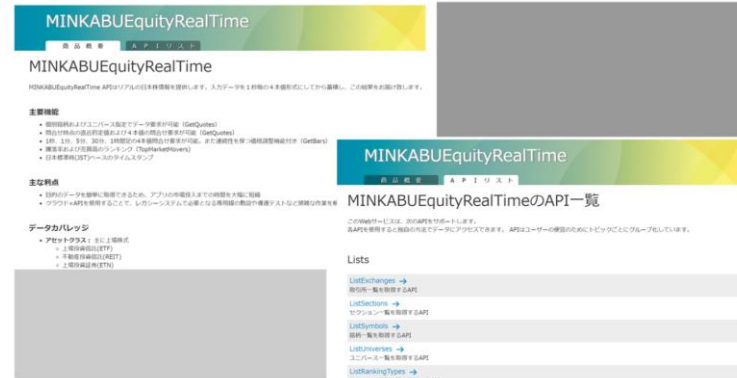 MINKABUEquityRealTime
商品概要 APIリスト
MINKABUEquityRealTime
MINKABUEquityRealTime APIはリアルの日本株情報を提供します。入力データを1秒毎の4本値形式にしてから蓄積し、この結果をお届け致します。
主要機能
個別銘柄およびユニバース指定でデータ要求が可能 (GetQuotes)
問合せ時点の直近約定値および4本値の問合せ要求が可能 (GetQuotes)
1秒、1分、5分、30分、1時間足の4本値問合せ要求が可能。また連続性を保つ価格調整機能付き (GetBars)
騰落率および売買高のランキング (TopMarketMovers)
日本標準時(JST)ベースのタイムスタンプ
主な利点
目的のデータを簡単に取得できるため、アプリの市場投入までの時間を大幅に短縮
クラウド+APIを使用することで、レガシーシステムで必要となる専用線の敷設や疎通テストなど煩雑な作業を
データカバレッジ
アセットクラス: 主に上場株式
上場投資信託(ETF)
不動産投資信託(REIT)
上場投資証券(ETN)
MINKABUEquityRealTime
商品概要 APIリスト
MINKABUEquityRealTimeのAPI一覧
このWebサービスは、次のAPIをサポートします。
各APIを使用すると独自の方法でデータにアクセスできます。 APIはユーザーの便宜のためにトピックごとにグループ化しています。
Lists
ListExchanges →
取引所一覧を取得するAPI
ListSections →
セクション一覧を取得するAPI
ListSymbols →
銘柄一覧を取得するAPI
ListUniverses →
ユニバース一覧を取得するAPI
ListRankingTypes →